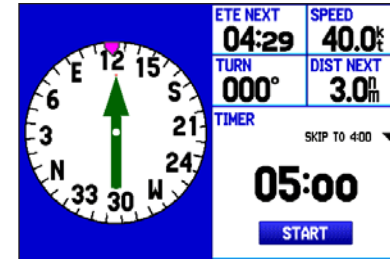 ETE NEXT
04:29
SPEED
40.0kt
TURN
000°
DIST NEXT
3.0nm
TIMER
SKIP TO 4:00
05:00
START
12
15
S
21
24
W
30
33
N
3
6
E